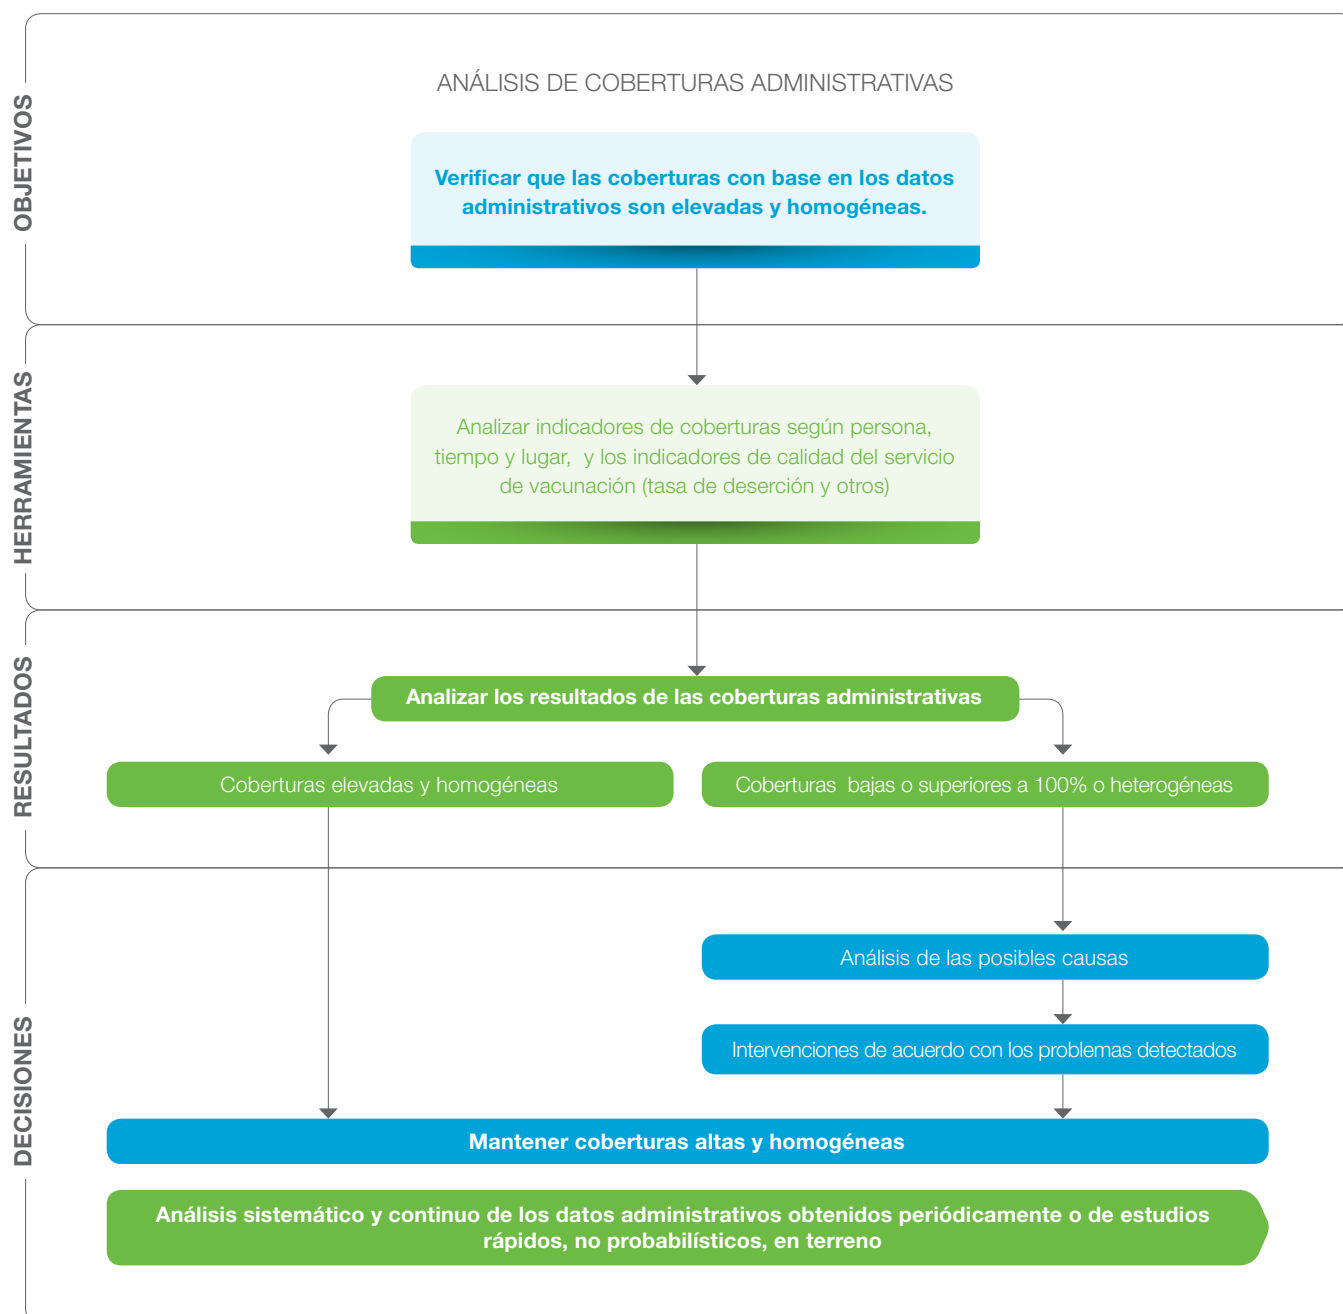 OBJETIVOS
ANÁLISIS DE COBERTURAS ADMINISTRATIVAS
Verificar que las coberturas con base en los datos
administrativos son elevadas y homogéneas.
HERRAMIENTAS
Analizar indicadores de coberturas según persona,
tiempo y lugar, y los indicadores de calidad del servicio
de vacunación (tasa de deserción y otros)
RESULTADOS
Analizar los resultados de las coberturas administrativas
Coberturas elevadas y homogéneas
Coberturas bajas o superiores a 100% o heterogéneas
DECISIONES
Análisis de las posibles causas
Intervenciones de acuerdo con los problemas detectados
Mantener coberturas altas y homogéneas
Análisis sistemático y continuo de los datos administrativos obtenidos periódicamente o de estudios
rápidos, no probabilísticos, en terreno